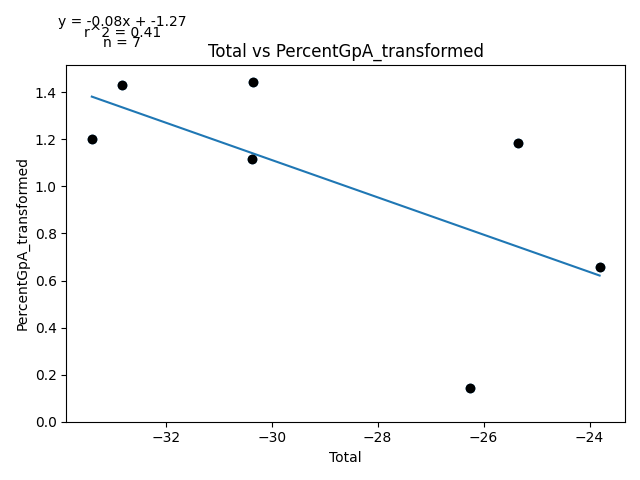 y = -0.08x + -1.27
r^2 = 0.41
n = 7
Total vs PercentGpA_transformed
PercentGpA_transformed
1.4
1.2
1.0
0.8
0.6
0.4
0.2
0.0
−32 −30 −28 −26 −24
Total